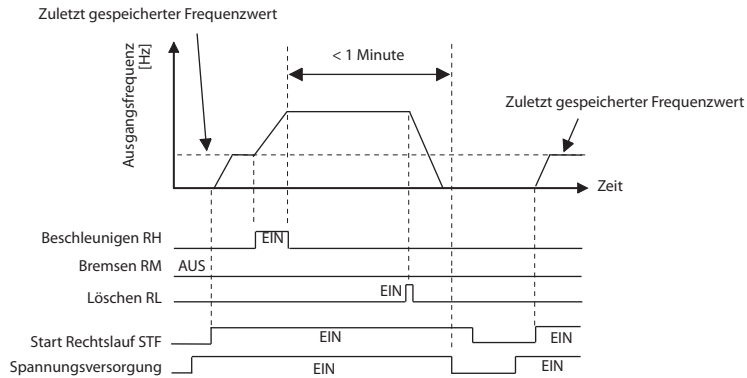 Zuletzt gespeicherter Frequenzwert
Ausgangsfrequenz
[Hz]
< 1 Minute
Zuletzt gespeicherter Frequenzwert
Zeit
Beschleunigen RH
EIN
Bremsen RM
AUS
Löschen RL
EIN
Start Rechtslauf STF
EIN
EIN
Spannungsversorgung
EIN
EIN